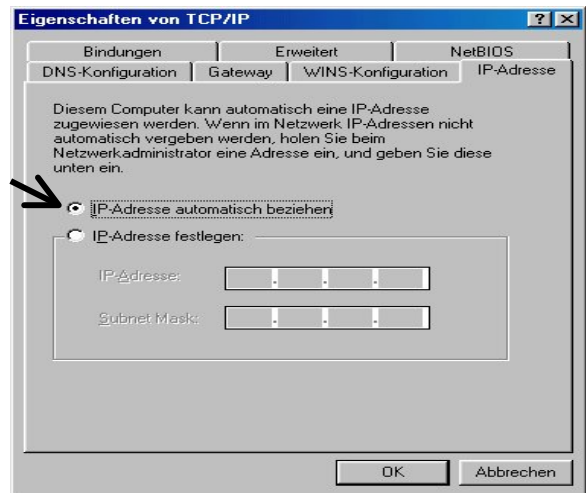 Eigenschaften von TCP/IP
Bindungen Erweitert NetBIOS
DNS-Konfiguration Gateway WINS-Konfiguration IP-Adresse
Diesem Computer kann automatisch eine IP-Adresse
zugewiesen werden. Wenn im Netzwerk IP-Adressen nicht
automatisch vergeben werden, holen Sie beim
Netzwerkadministrator eine Adresse ein, und geben Sie diese
unten ein.
IP-Adresse automatisch beziehen
IP-Adresse festlegen:
IP-Adresse:
Subnet Mask:
OK Abbrechen